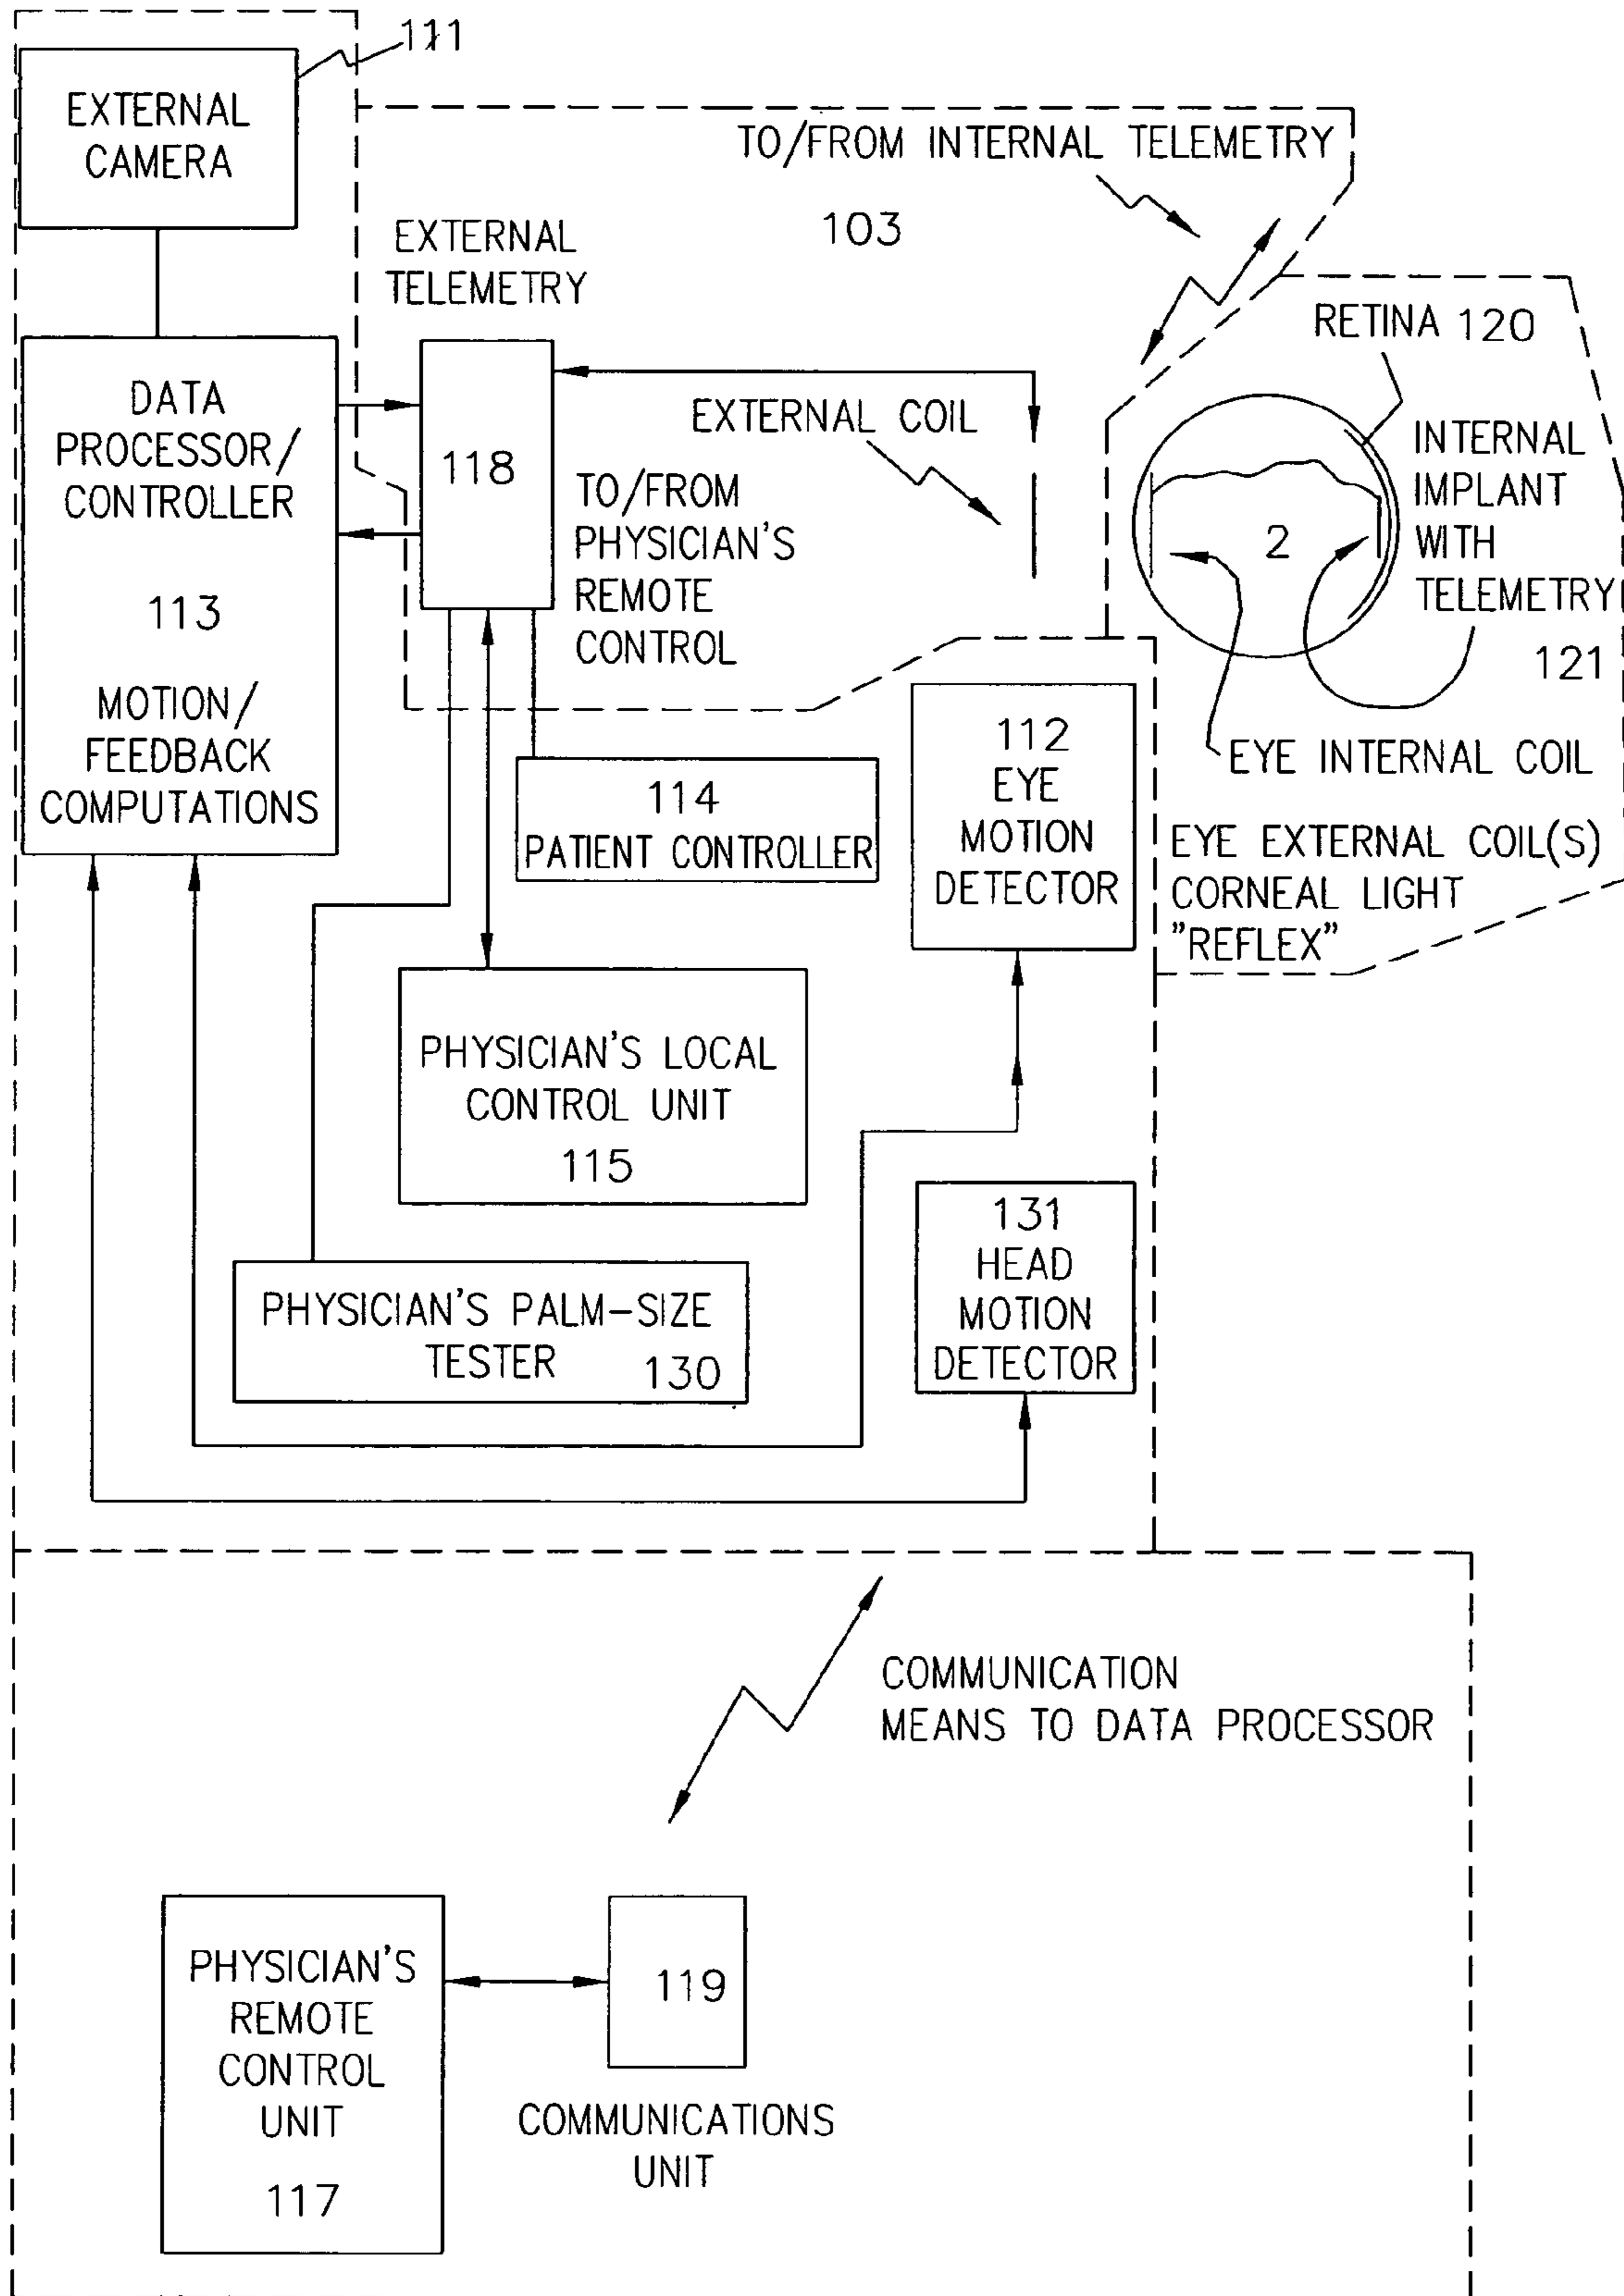 111
EXTERNAL
CAMERA
TO/FROM INTERNAL TELEMETRY
103
EXTERNAL
TELEMETRY
RETINA 120
DATA
PROCESSOR/
CONTROLLER
113
MOTION/
FEEDBACK
COMPUTATIONS
118
EXTERNAL COIL
TO/FROM
PHYSICIAN'S
REMOTE
CONTROL
2
INTERNAL
IMPLANT
WITH
TELEMETRY
121
EYE INTERNAL COIL
EYE EXTERNAL COIL(S)
CORNEAL LIGHT
"REFLEX"
112
EYE
MOTION
DETECTOR
114
PATIENT CONTROLLER
PHYSICIAN'S LOCAL
CONTROL UNIT
115
131
HEAD
MOTION
DETECTOR
PHYSICIAN'S PALM-SIZE
TESTER 130
COMMUNICATION
MEANS TO DATA PROCESSOR
PHYSICIAN'S
REMOTE
CONTROL
UNIT
117
119
COMMUNICATIONS
UNIT